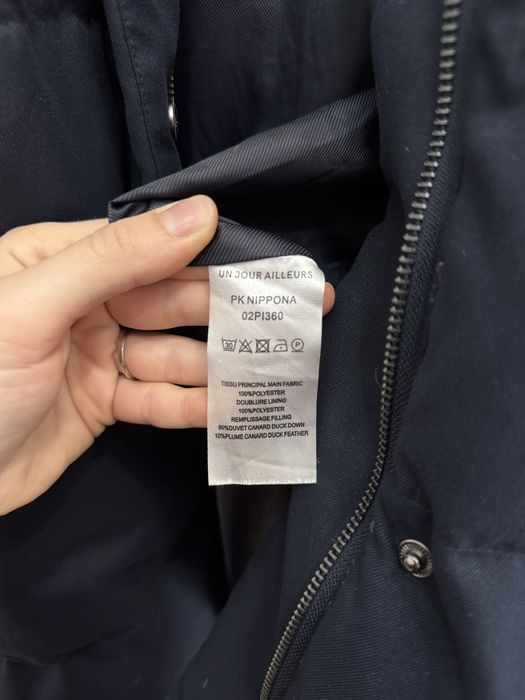 UN JOUR AILLEURS
PK NIPPONA
02PI360
30 P
TISSU PRINCIPAL MAIN FABRIC
100%POLYESTER
DOUBLURE LINING
100%POLYESTER
REMPLISSAGE FILLING
90%DUVET CANARD DUCK DOWN
10%PLUME CANARD DUCK FEATHER